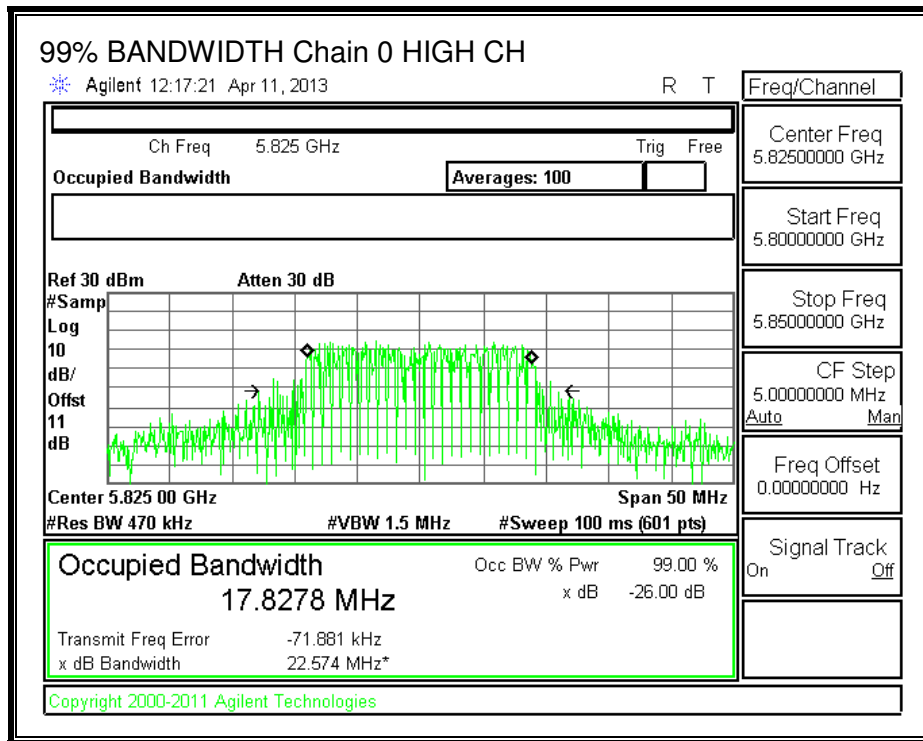 99% BANDWIDTH Chain 0 HIGH CH
Agilent 12:17:21 Apr 11, 2013 R T
Ch Freq 5.825 GHz Trig Free
Occupied Bandwidth Averages: 100
Ref 30 dBm Atten 30 dB
#Samp
Log
10
dB/
Offst
11
dB
Center 5.825 00 GHz Span 50 MHz
#Res BW 470 kHz #VBW 1.5 MHz #Sweep 100 ms (601 pts)
Occupied Bandwidth Occ BW % Pwr 99.00 %
17.8278 MHz x dB -26.00 dB
Transmit Freq Error -71.881 kHz
x dB Bandwidth 22.574 MHz*
Copyright 2000-2011 Agilent Technologies
Freq/Channel
Center Freq
5.82500000 GHz
Start Freq
5.80000000 GHz
Stop Freq
5.85000000 GHz
CF Step
5.00000000 MHz
Auto Man
Freq Offset
0.00000000 Hz
Signal Track
On Off